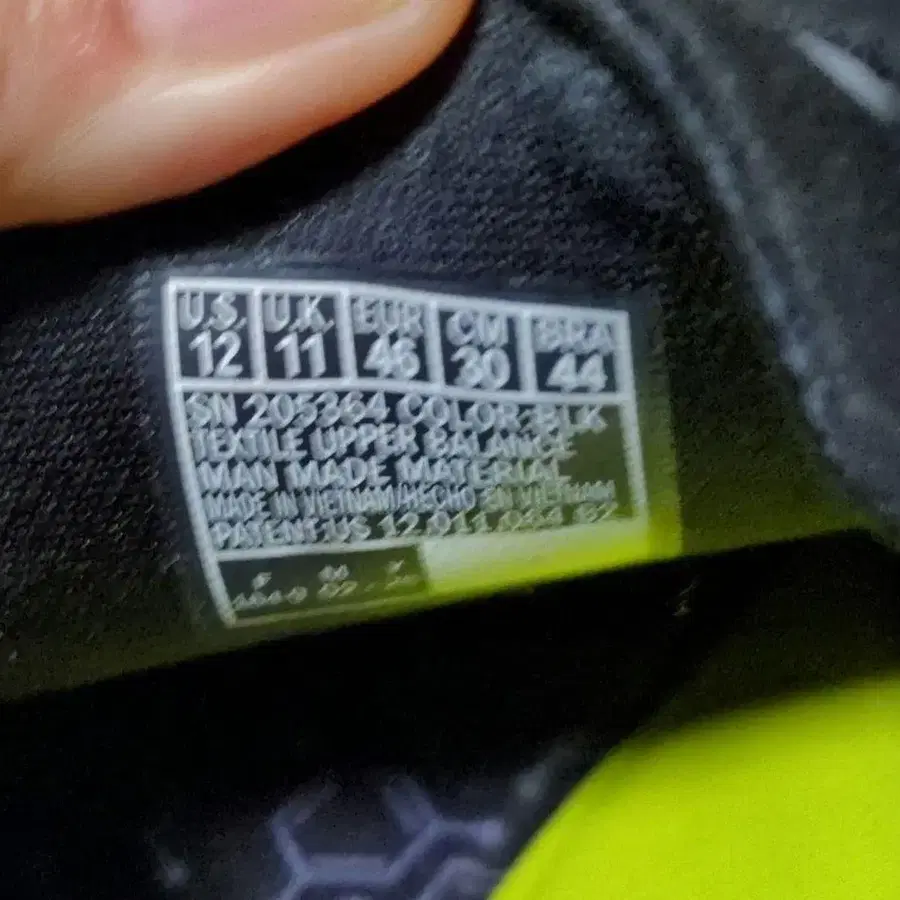 U.S. U.K. EUR CM BRA
12 11 46 30 44
SN 205364 COLOR:BLK
TEXTILE UPPER BALANCE
MAN MADE MATERIAL
MADE IN VIETNAM/HECHO EN VIETNAM
PATENT:US